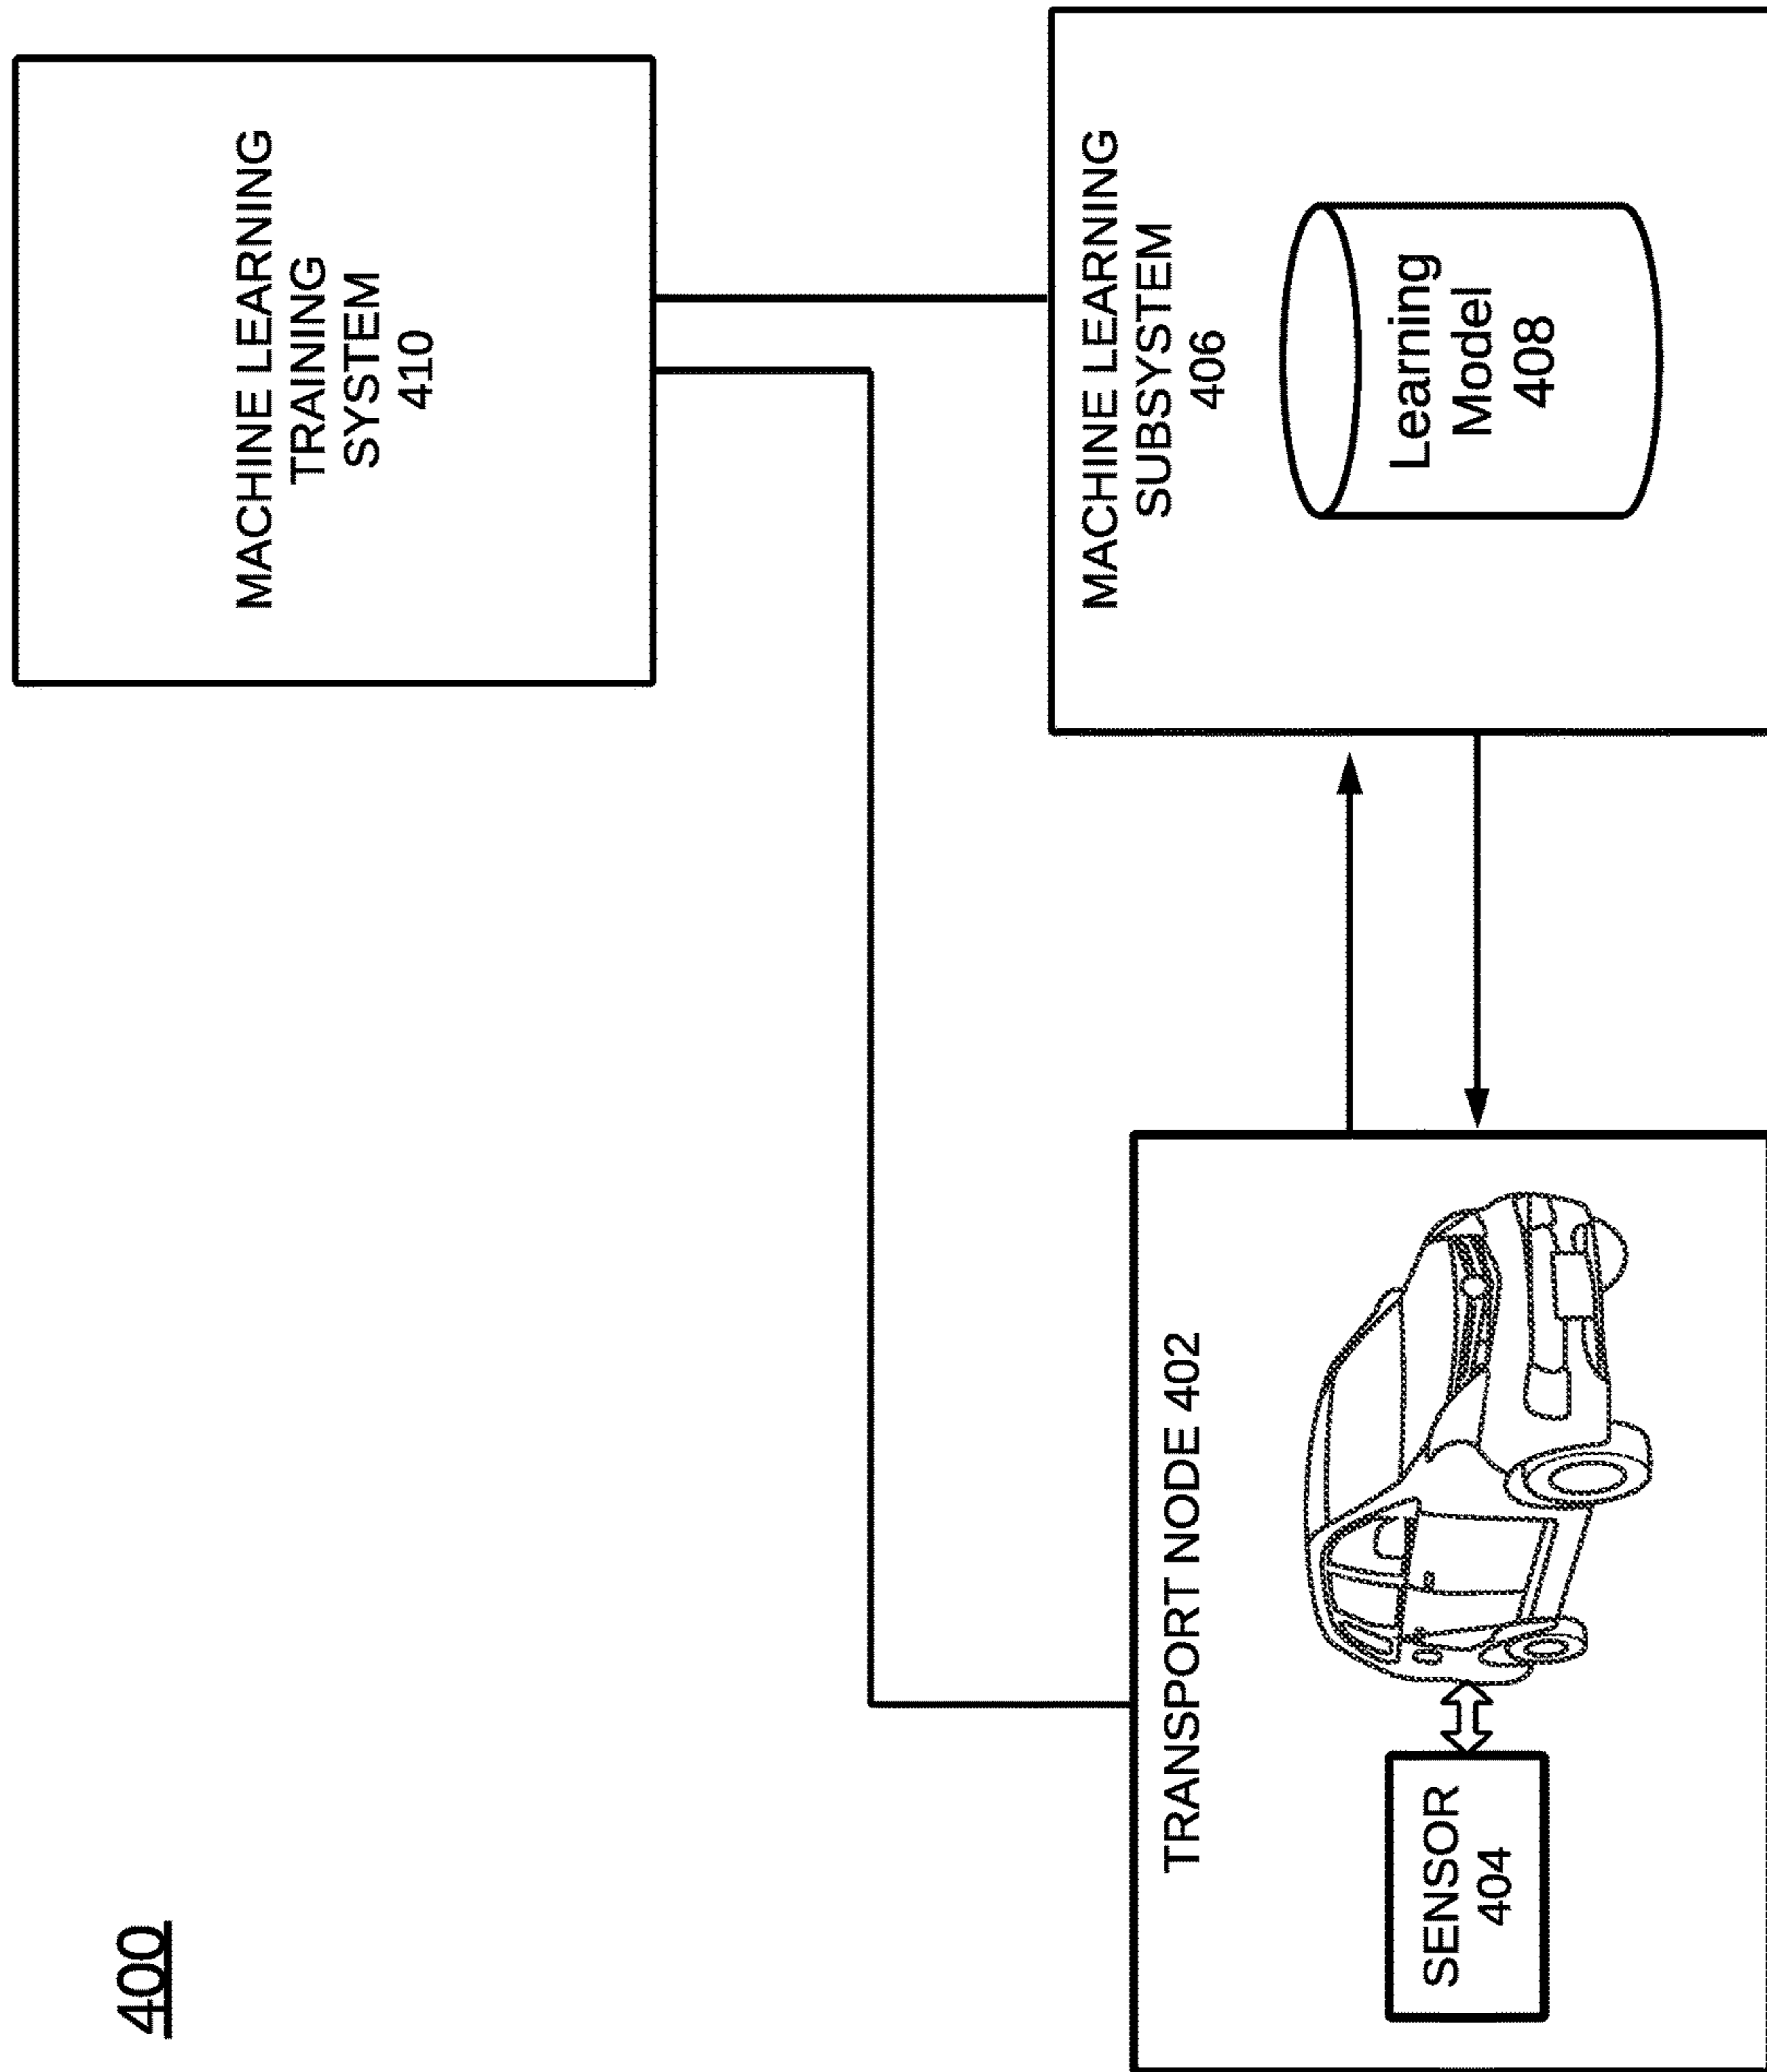 400
MACHINE LEARNING
TRAINING
SYSTEM
410
TRANSPORT NODE 402
SENSOR
404
MACHINE LEARNING
SUBSYSTEM
406
Learning
Model
408